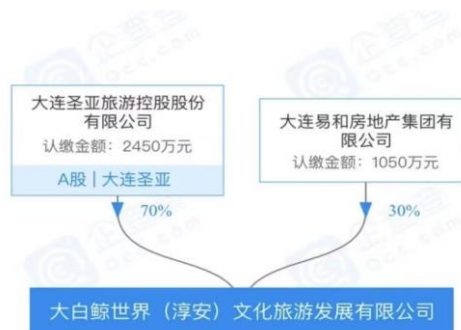 大连圣亚旅游控股股份
有限公司
认缴金额：2450万元
A股 | 大连圣亚
大连易和房地产集团有
限公司
认缴金额：1050万元
70%
30%
大白鲸世界（淳安）文化旅游发展有限公司